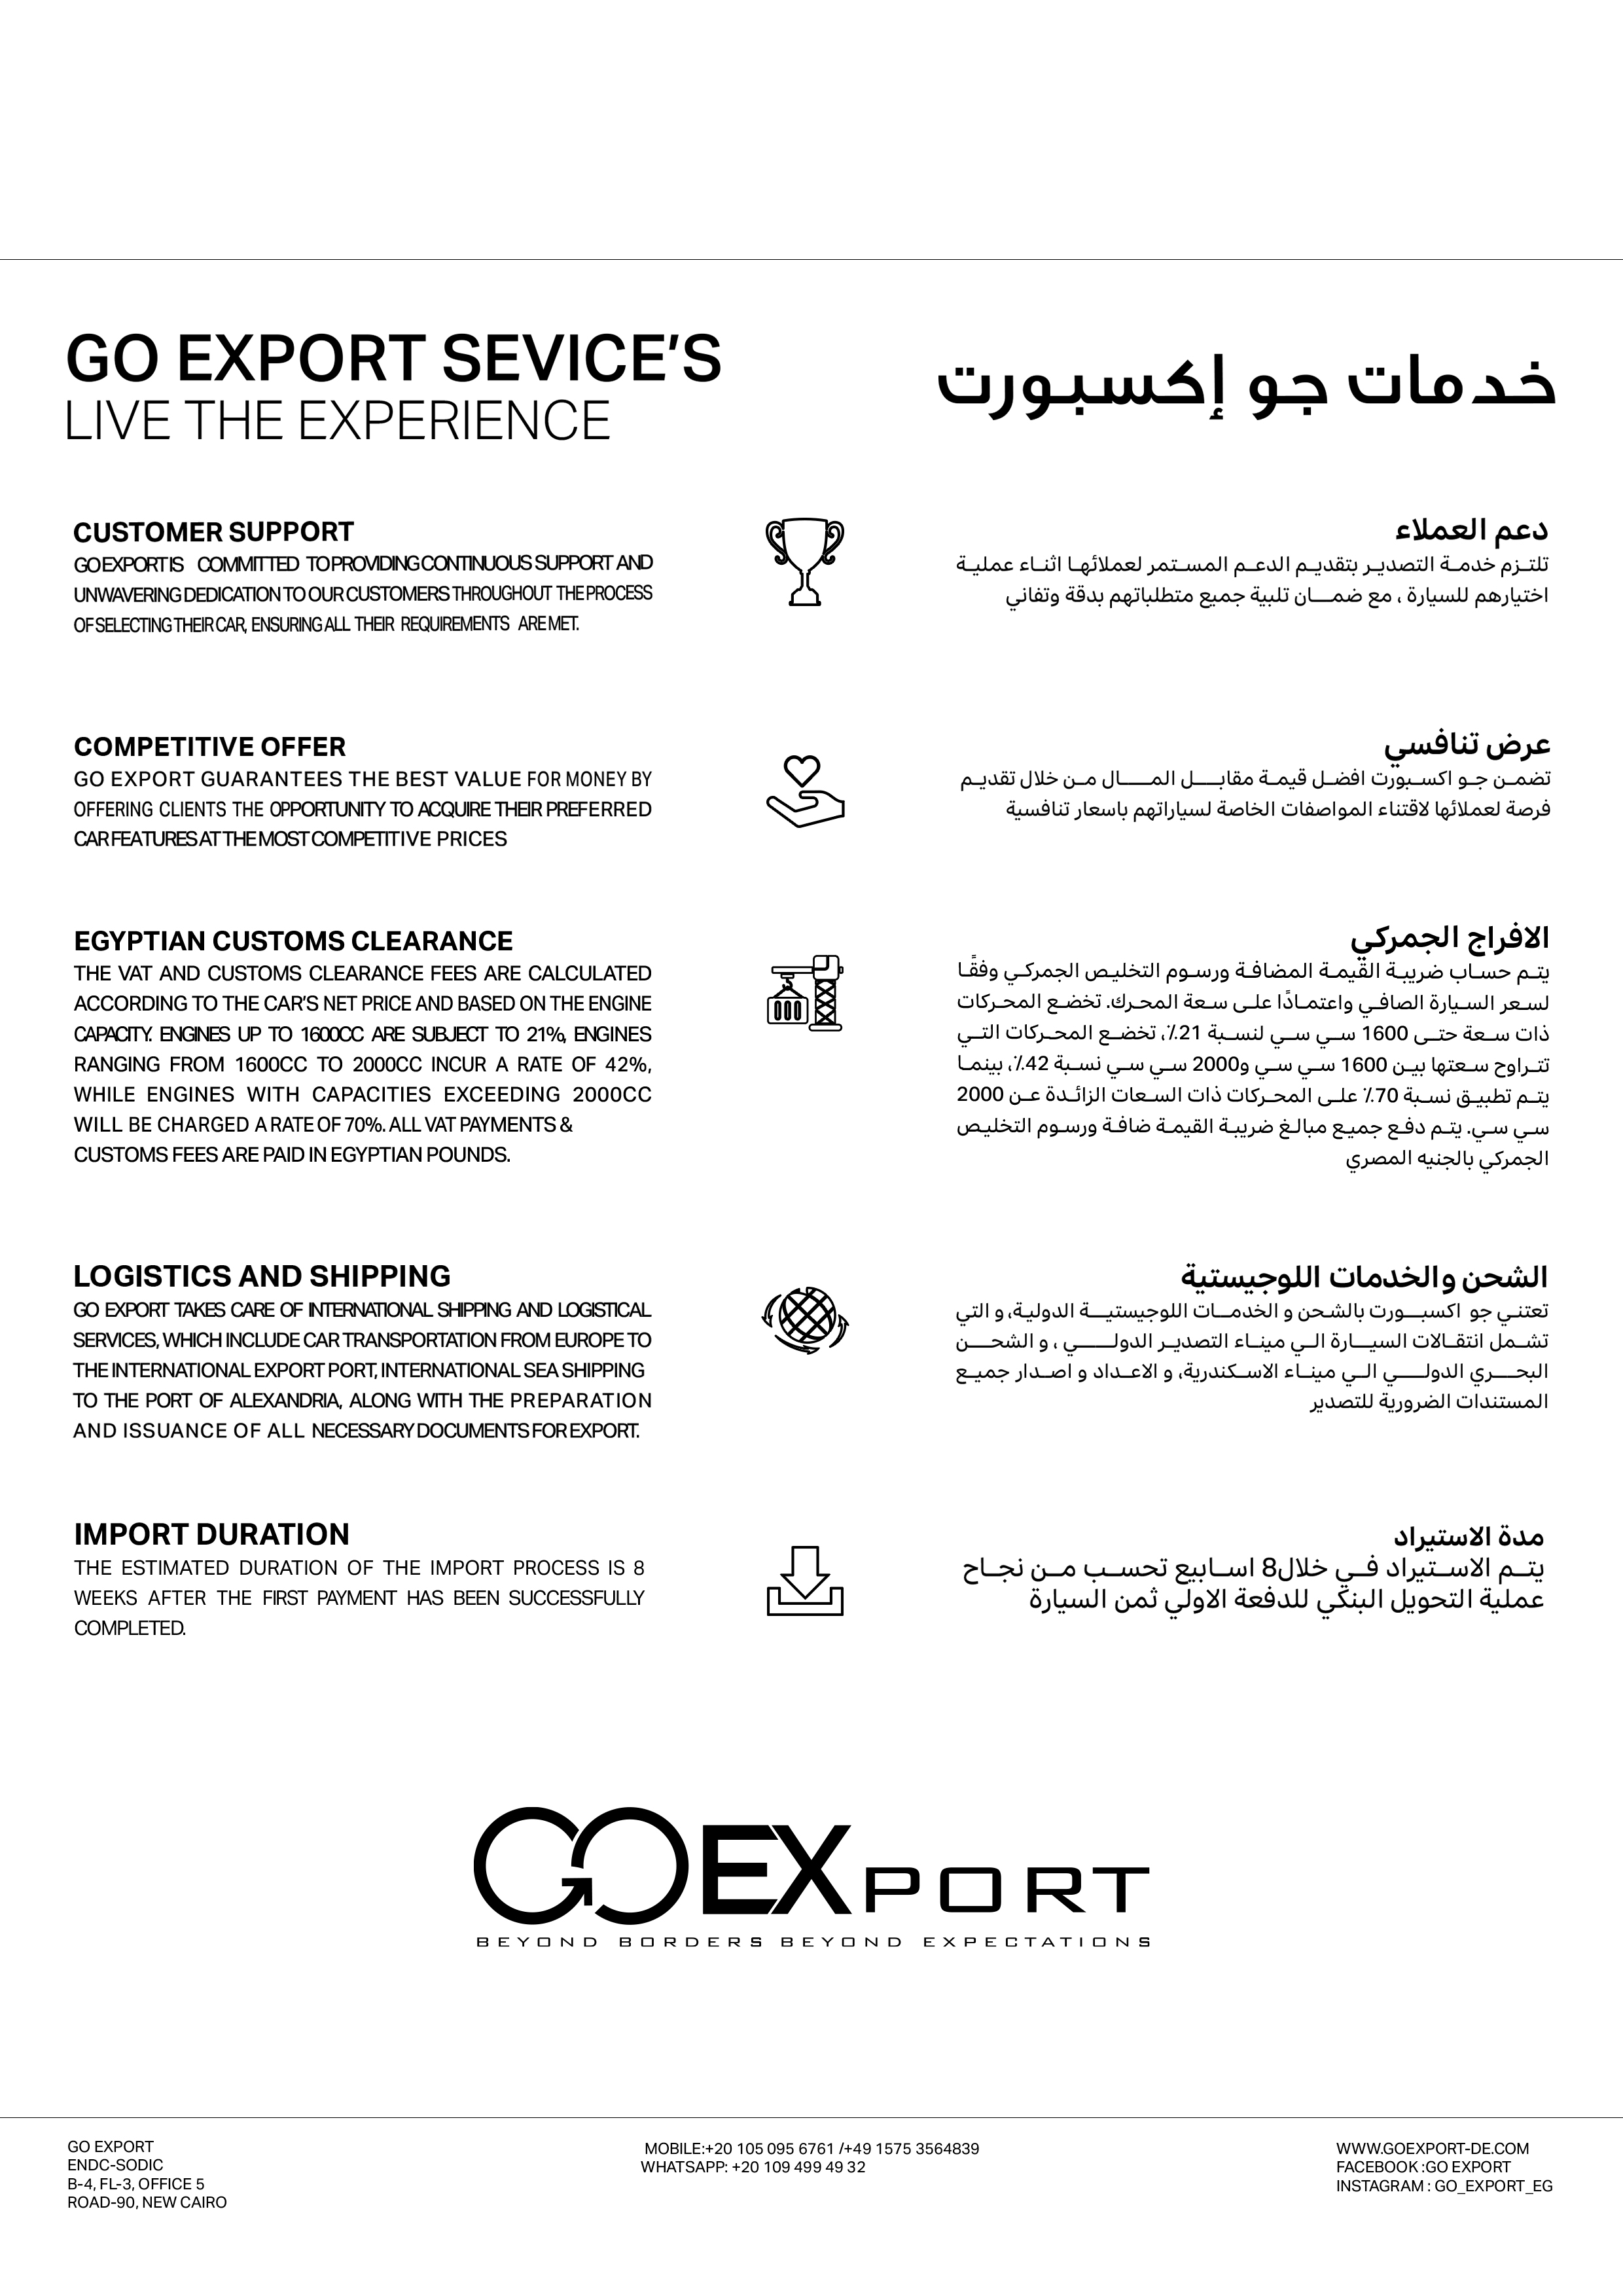 GO EXPORT SEVICE'S
LIVE THE EXPERIENCE
خدمات جو إكسبورت
CUSTOMER SUPPORT
GO EXPORT IS COMMITTED TO PROVIDING CONTINUOUS SUPPORT AND
UNWAVERING DEDICATION TO OUR CUSTOMERS THROUGHOUT THE PROCESS
OF SELECTING THEIR CAR, ENSURING ALL THEIR REQUIREMENTS ARE MET.
دعم العملاء
تلتزم خدمة التصدير بتقديم الدعم المستمر لعملائها اثناء عملية
اختيارهم للسيارة ، مع ضمان تلبية جميع متطلباتهم بدقة وتفاني
COMPETITIVE OFFER
GO EXPORT GUARANTEES THE BEST VALUE FOR MONEY BY
OFFERING CLIENTS THE OPPORTUNITY TO ACQUIRE THEIR PREFERRED
CAR FEATURES AT THE MOST COMPETITIVE PRICES
عرض تنافسي
تضمن جو اكسبورت افضل قيمة مقابل المال من خلال تقديم
فرصة لعملائها لاقتناء المواصفات الخاصة لسياراتهم باسعار تنافسية
EGYPTIAN CUSTOMS CLEARANCE
THE VAT AND CUSTOMS CLEARANCE FEES ARE CALCULATED
ACCORDING TO THE CAR'S NET PRICE AND BASED ON THE ENGINE
CAPACITY. ENGINES UP TO 1600CC ARE SUBJECT TO 21%, ENGINES
RANGING FROM 1600CC TO 2000CC INCUR A RATE OF 42%,
WHILE ENGINES WITH CAPACITIES EXCEEDING 2000CC
WILL BE CHARGED A RATE OF 70%. ALL VAT PAYMENTS &
CUSTOMS FEES ARE PAID IN EGYPTIAN POUNDS.
الافراج الجمركي
يتم حساب ضريبة القيمة المضافة ورسوم التخليص الجمركي وفقًا
لسعر السيارة الصافي واعتمادًا على سعة المحرك. تخضع المحركات
ذات سعة حتى 1600 سي سي لنسبة 21٪، تخضع المحركات التي
تتراوح سعتها بين 1600 سي سي و2000 سي سي نسبة 42٪، بينما
يتم تطبيق نسبة 70٪ على المحركات ذات السعات الزائدة عن 2000
سي سي. يتم دفع جميع مبالغ ضريبة القيمة ضافة ورسوم التخليص
الجمركي بالجنيه المصري
LOGISTICS AND SHIPPING
GO EXPORT TAKES CARE OF INTERNATIONAL SHIPPING AND LOGISTICAL
SERVICES, WHICH INCLUDE CAR TRANSPORTATION FROM EUROPE TO
THE INTERNATIONAL EXPORT PORT, INTERNATIONAL SEA SHIPPING
TO THE PORT OF ALEXANDRIA, ALONG WITH THE PREPARATION
AND ISSUANCE OF ALL NECESSARY DOCUMENTS FOR EXPORT.
الشحن والخدمات اللوجيستية
تعتني جو اكسبورت بالشحن و الخدمات اللوجيستية الدولية، و التي
تشمل انتقالات السيارة الي ميناء التصدير الدولي ، و الشحن
البحري الدولي الي ميناء الاسكندرية، و الاعداد و اصدار جميع
المستندات الضرورية للتصدير
IMPORT DURATION
THE ESTIMATED DURATION OF THE IMPORT PROCESS IS 8
WEEKS AFTER THE FIRST PAYMENT HAS BEEN SUCCESSFULLY
COMPLETED.
مدة الاستيراد
يتم الاستيراد في خلال8 اسابيع تحسب من نجاح
عملية التحويل البنكي للدفعة الاولي ثمن السيارة
GO EXPORT
BEYOND BORDERS BEYOND EXPECTATIONS
GO EXPORT
ENDC-SODIC
B-4, FL-3, OFFICE 5
ROAD-90, NEW CAIRO
MOBILE:+20 105 095 6761 /+49 1575 3564839
WHATSAPP: +20 109 499 49 32
WWW.GOEXPORT-DE.COM
FACEBOOK :GO EXPORT
INSTAGRAM : GO_EXPORT_EG